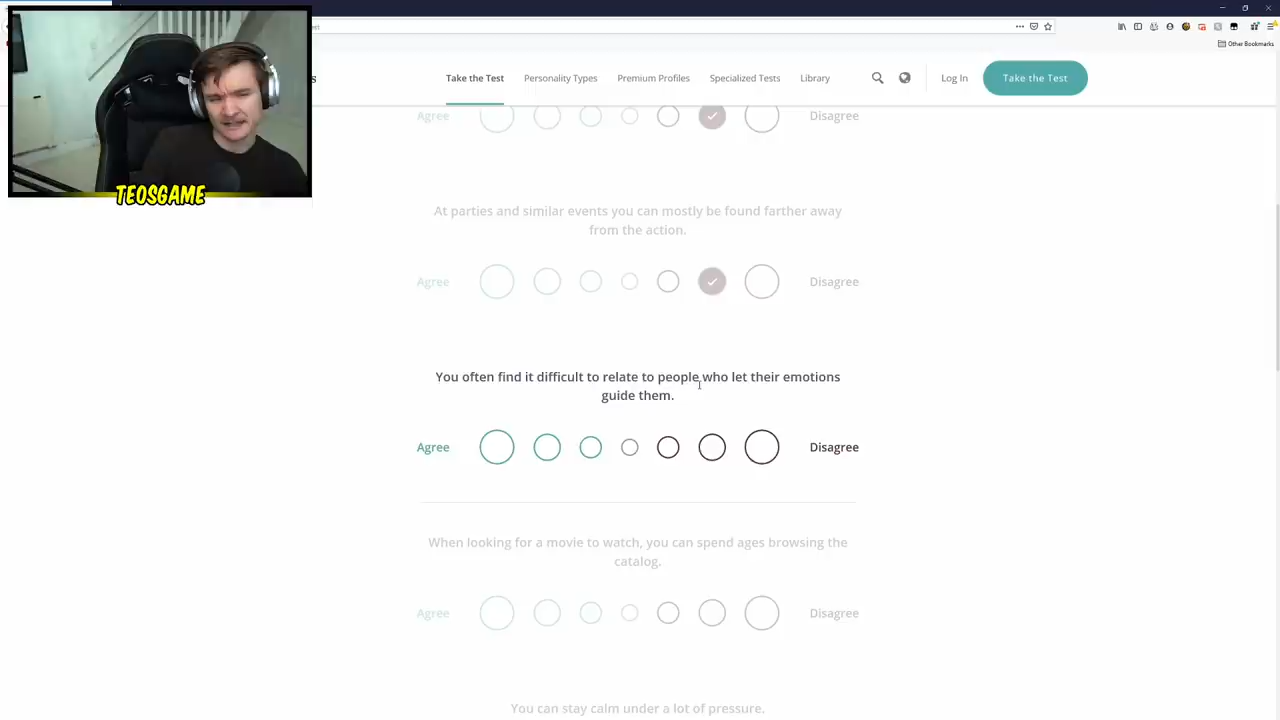 est
Other Bookmarks
s
Take the Test
Personality Types
Premium Profiles
Specialized Tests
Library
Log In
Take the Test
TEOSGAME
Agree
Disagree
At parties and similar events you can mostly be found farther away
from the action.
Agree
Disagree
You often find it difficult to relate to people who let their emotions
guide them.
Agree
Disagree
When looking for a movie to watch, you can spend ages browsing the
catalog.
Agree
Disagree
You can stay calm under a lot of pressure.